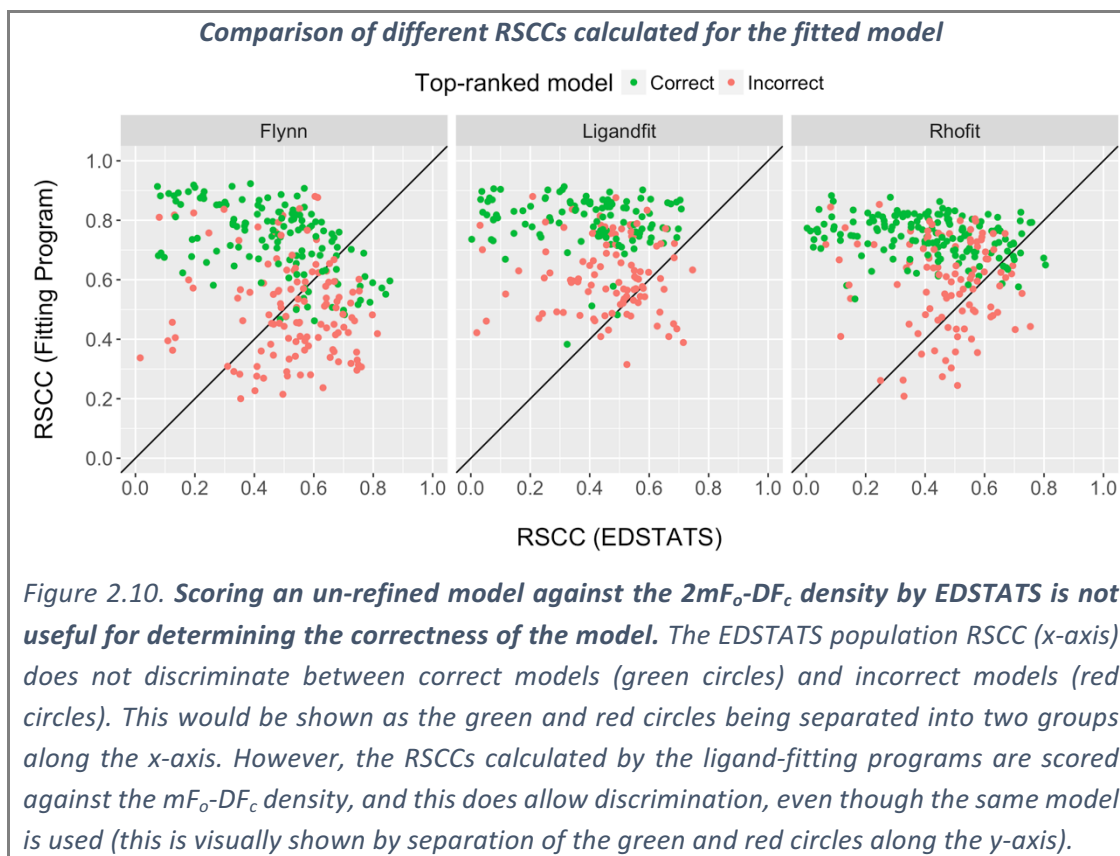 Comparison of different RSCCs calculated for the fitted model
Top-ranked model Correct Incorrect
Flynn Ligandfit Rhofit
RSCC (Fitting Program)
1.0
0.8
0.6
0.4
0.2
0.0
0.0 0.2 0.4 0.6 0.8 1.0 0.0 0.2 0.4 0.6 0.8 1.0 0.0 0.2 0.4 0.6 0.8 1.0
RSCC (EDSTATS)
Figure 2.10. Scoring an un-refined model against the 2mFo-DFc density by EDSTATS is not
useful for determining the correctness of the model. The EDSTATS population RSCC (x-axis)
does not discriminate between correct models (green circles) and incorrect models (red
circles). This would be shown as the green and red circles being separated into two groups
along the x-axis. However, the RSCCs calculated by the ligand-fitting programs are scored
against the mFo-DFc density, and this does allow discrimination, even though the same model
is used (this is visually shown by separation of the green and red circles along the y-axis).